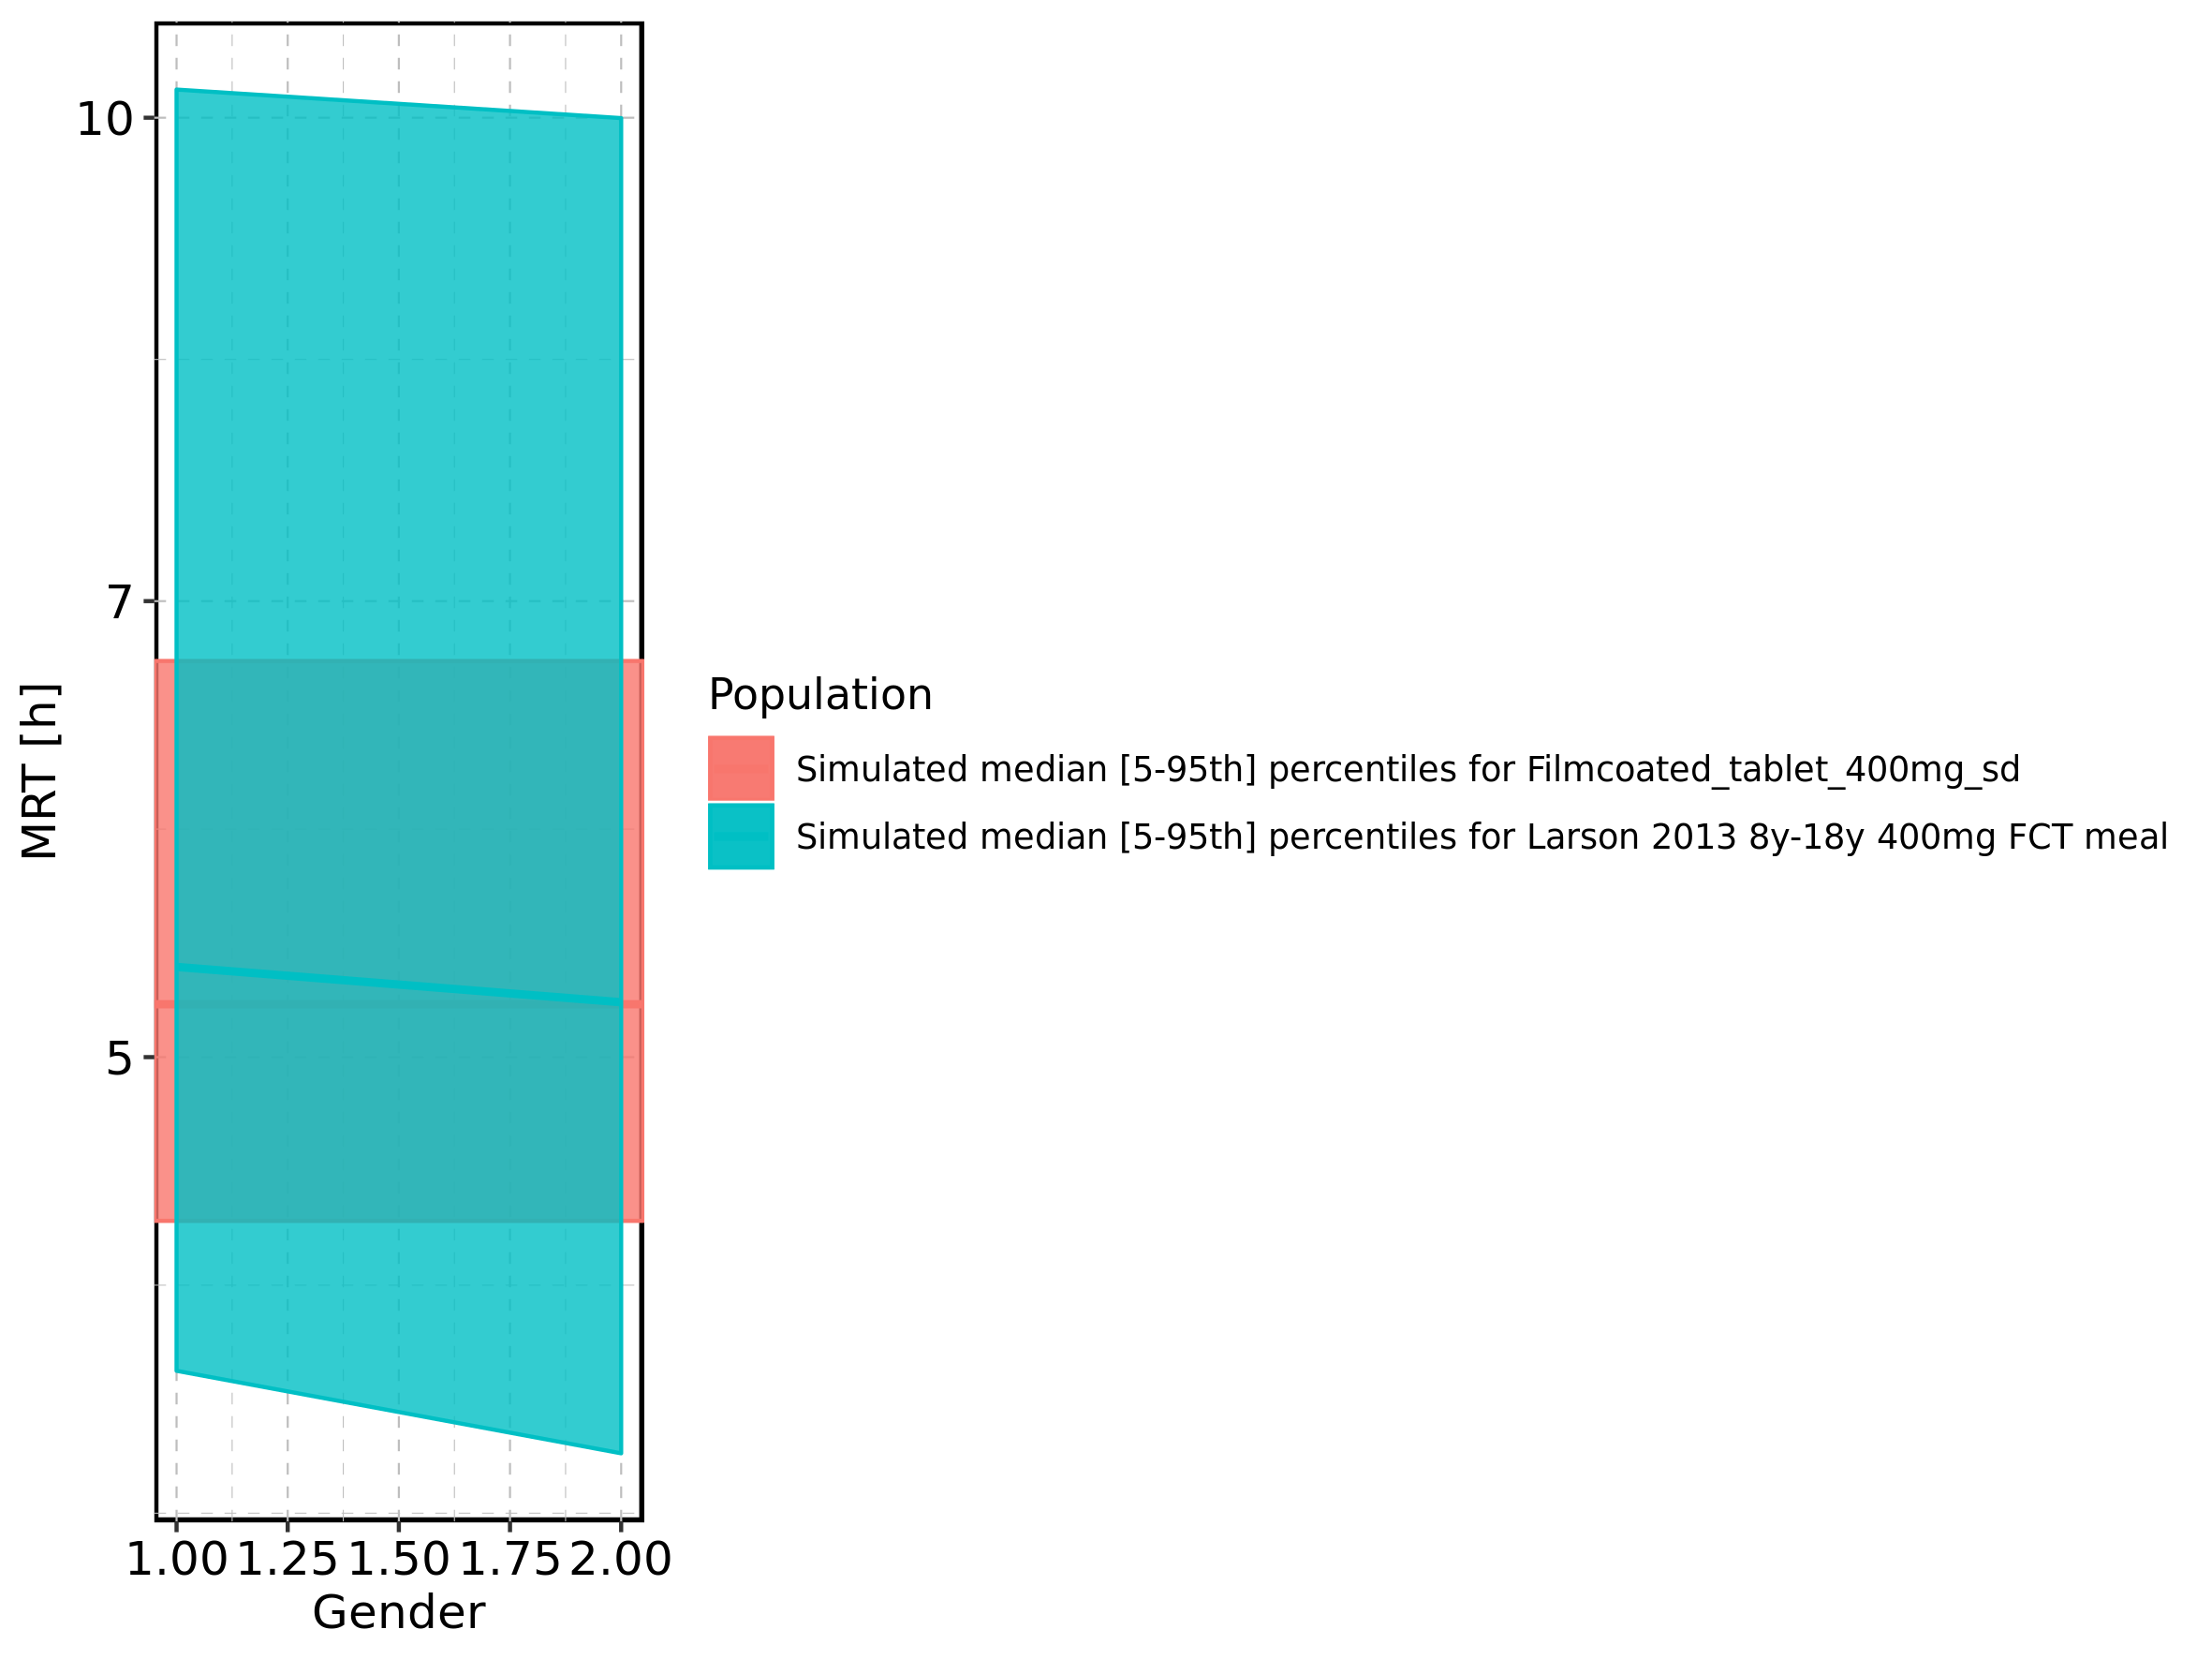 10
7
5
MRT [h]
1.00 1.25 1.50 1.75 2.00
Gender
Population
Simulated median [5-95th] percentiles for Filmcoated_tablet_400mg_sd
Simulated median [5-95th] percentiles for Larson 2013 8y-18y 400mg FCT meal